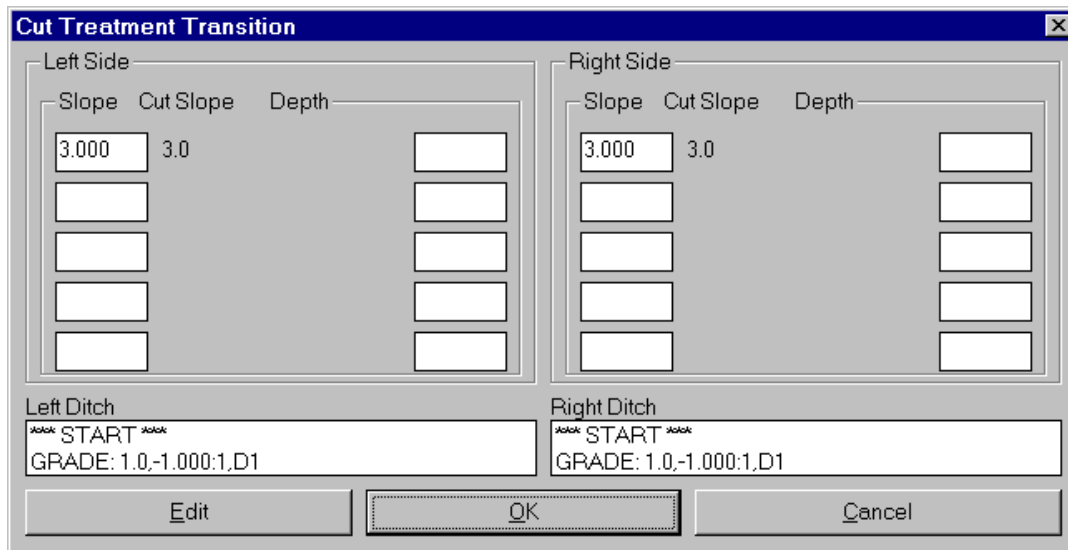 Cut Treatment Transition
Left Side
Slope Cut Slope Depth
3.000 3.0
Right Side
Slope Cut Slope Depth
3.000 3.0
Left Ditch
*** START ***
GRADE: 1.0,-1.000:1,D1
Right Ditch
*** START ***
GRADE: 1.0,-1.000:1,D1
Edit OK Cancel